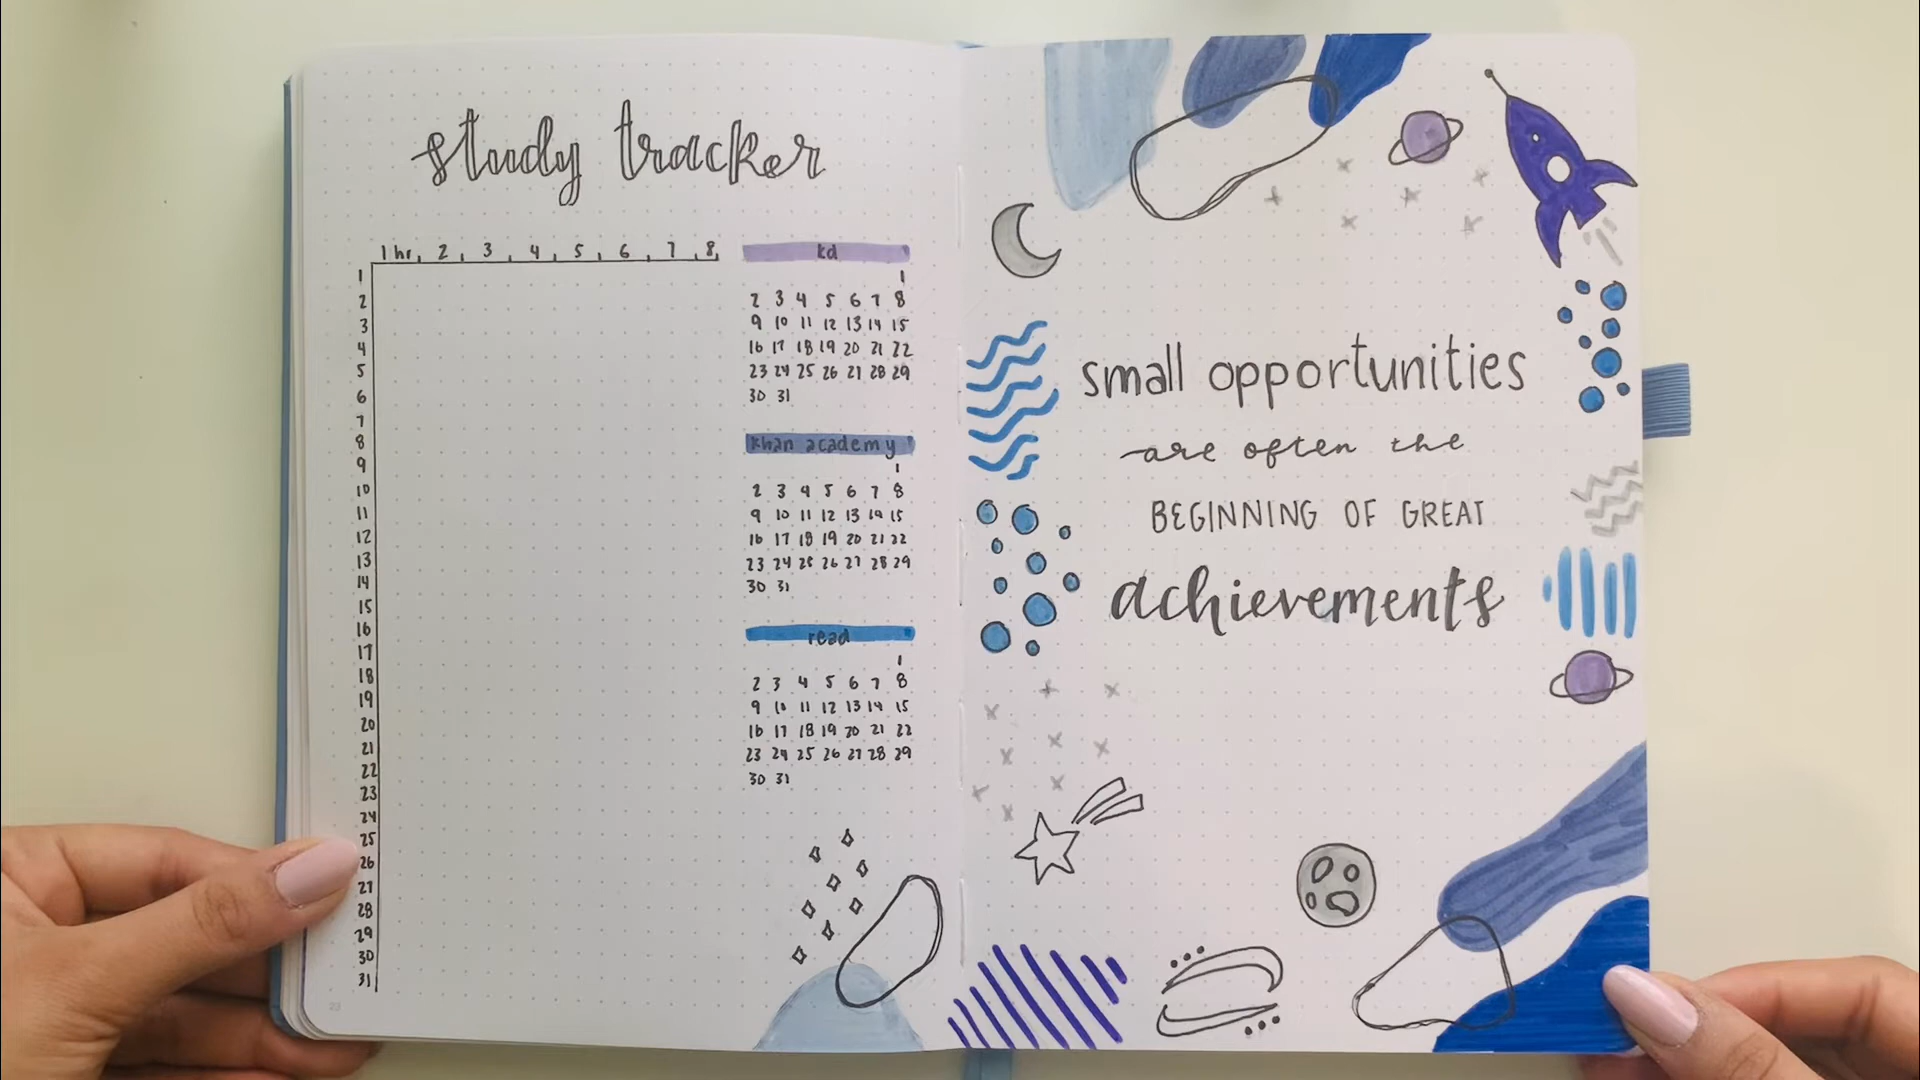 study tracker
1 hr 2 3 4 5 6 7 8
1
2
3
4
5
6
7
8
9
10
11
12
13
14
15
16
17
18
19
20
21
22
23
24
25
26
27
28
29
30
31
kd
1
2 3 4 5 6 7 8
9 10 11 12 13 14 15
16 17 18 19 20 21 22
23 24 25 26 27 28 29
30 31
khan academy
1
2 3 4 5 6 7 8
9 10 11 12 13 14 15
16 17 18 19 20 21 22
23 24 25 26 27 28 29
30 31
read
1
2 3 4 5 6 7 8
9 10 11 12 13 14 15
16 17 18 19 20 21 22
23 24 25 26 27 28 29
30 31
23
small opportunities
are often the
BEGINNING OF GREAT
achievements